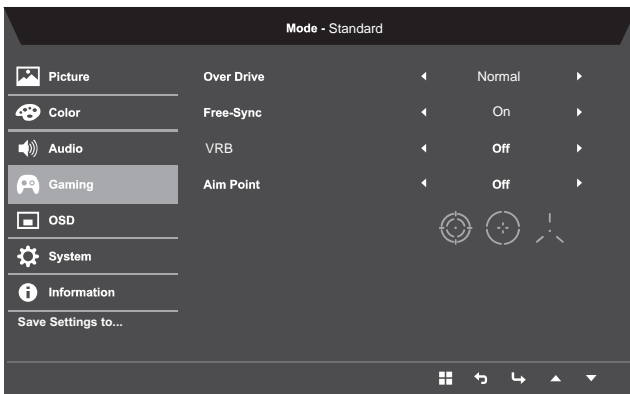 Mode - Standard
Picture
Over Drive Normal
Color
Free-Sync On
Audio
VRB Off
Gaming
Aim Point Off
OSD
System
Information
Save Settings to...